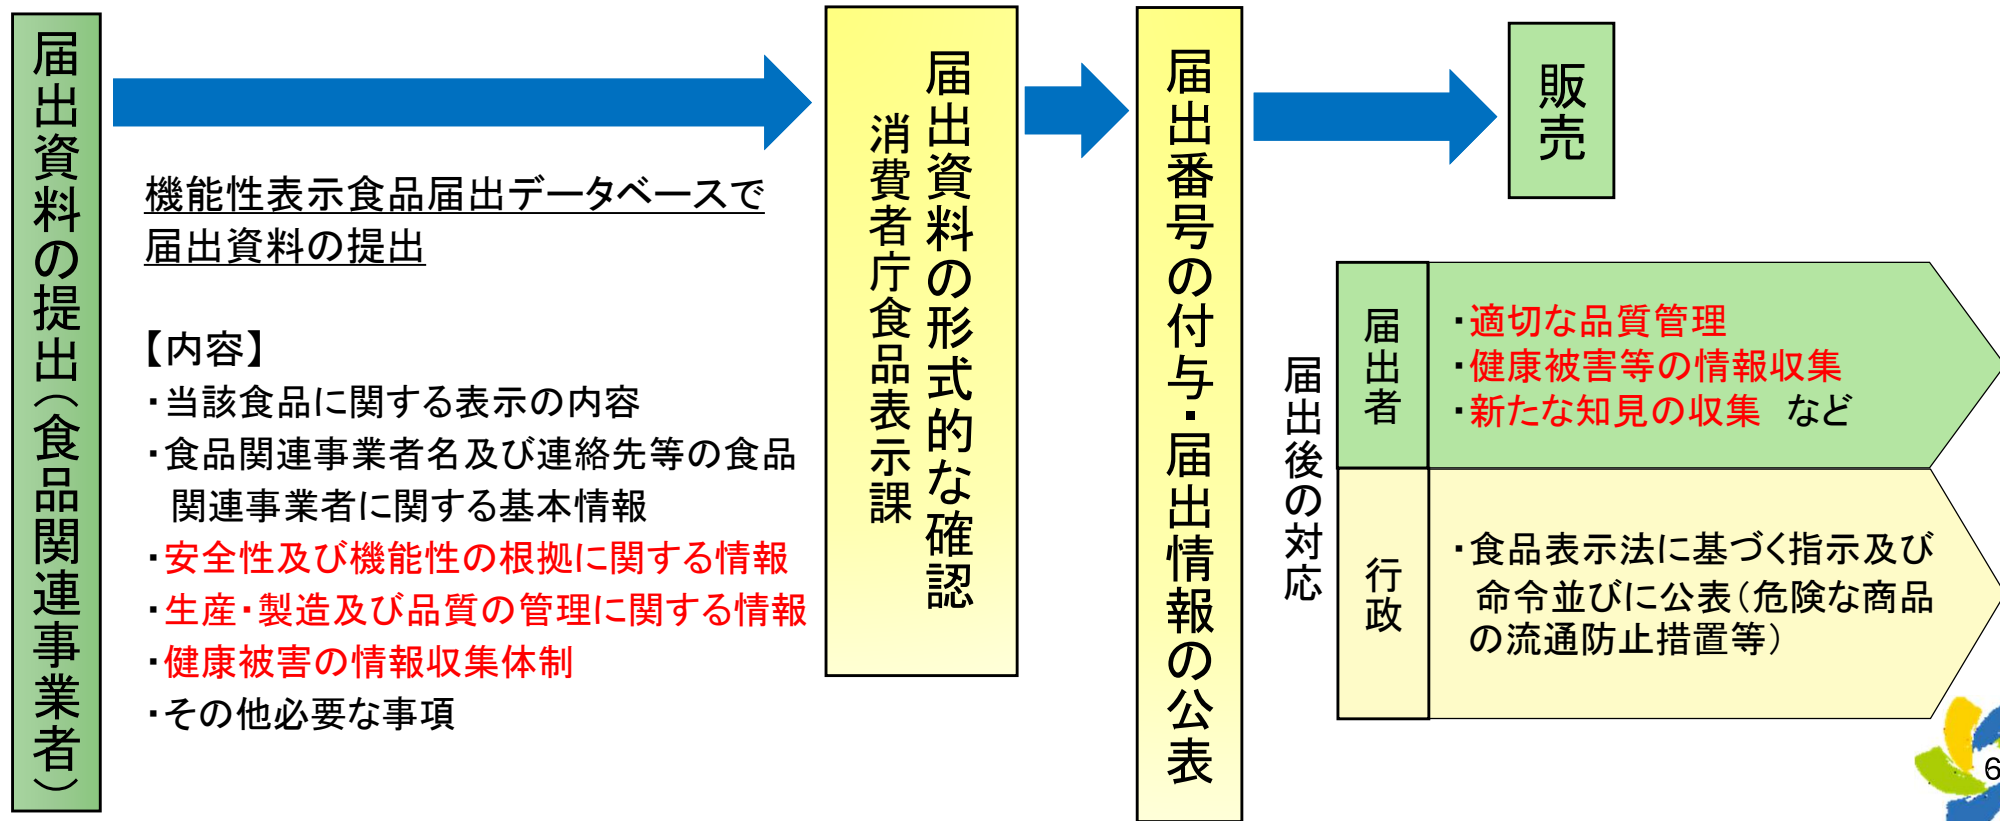 届出資料の提出（食品関連事業者）
機能性表示食品届出データベースで
届出資料の提出
【内容】
・当該食品に関する表示の内容
・食品関連事業者名及び連絡先等の食品
関連事業者に関する基本情報
・安全性及び機能性の根拠に関する情報
・生産・製造及び品質の管理に関する情報
・健康被害の情報収集体制
・その他必要な事項
届出資料の形式的な確認
消費者庁食品表示課
届出番号の付与・届出情報の公表
販売
届出後の対応
届出者
・適切な品質管理
・健康被害等の情報収集
・新たな知見の収集　など
行政
・食品表示法に基づく指示及び
命令並びに公表（危険な商品
の流通防止措置等）
6